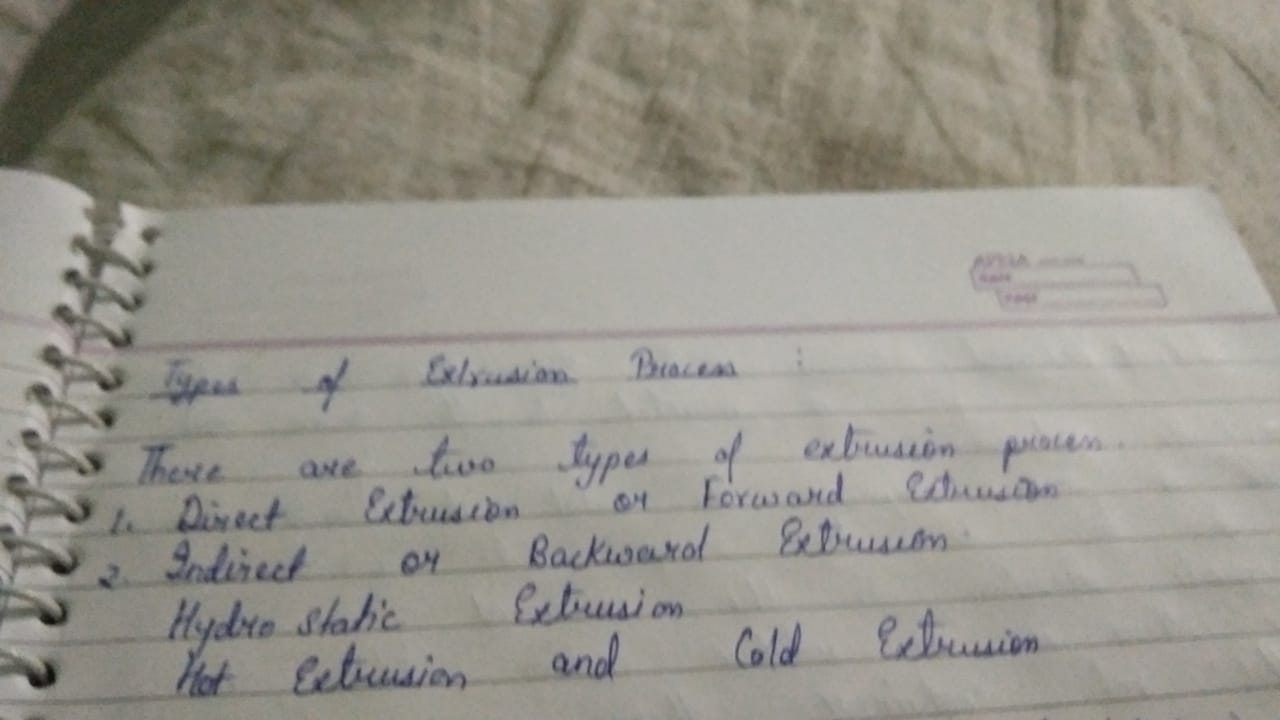 Types of Extrusion Process :
There are two types of extrusion process.
1. Direct Extrusion or Forward Extrusion
2. Indirect or Backward Extrusion.
Hydro static Extrusion
Hot Extrusion and Cold Extrusion